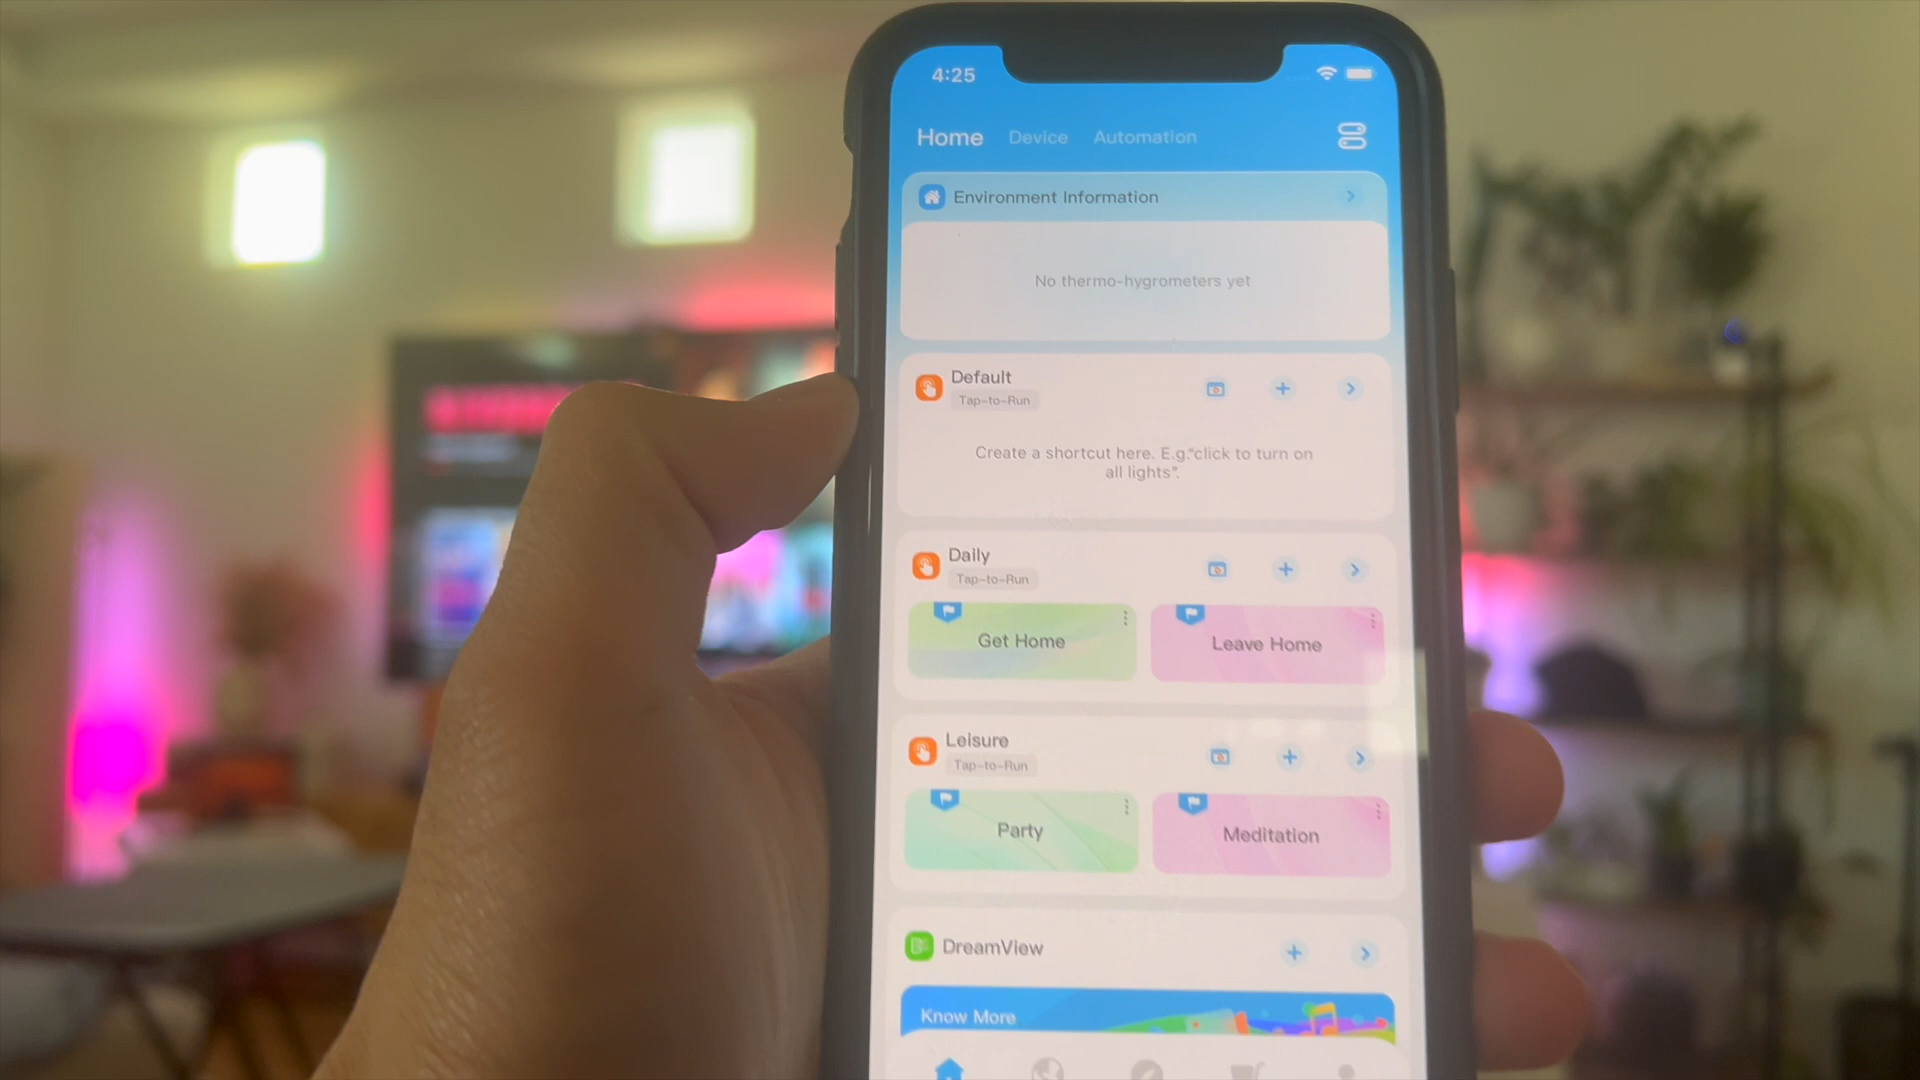 4:25
Home Device Automation
Environment Information
No thermo-hygrometers yet
Default
Tap-to-Run
Create a shortcut here. E.g."click to turn on
all lights".
Daily
Tap-to-Run
Get Home
Leave Home
Leisure
Tap-to-Run
Party
Meditation
DreamView
Know More